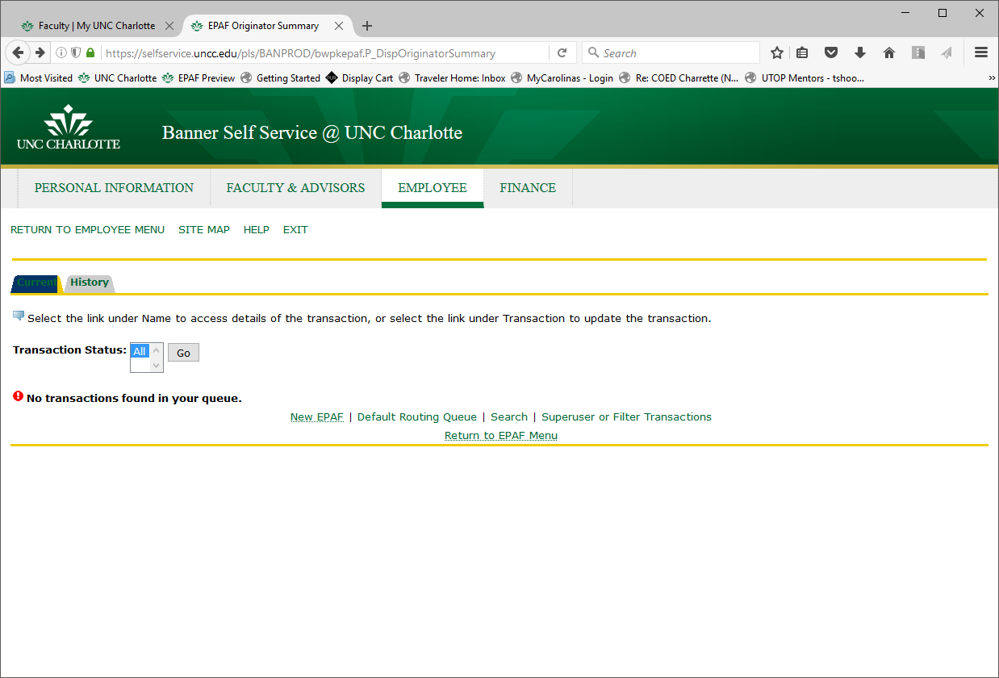 Faculty | My UNC Charlotte
EPAF Originator Summary
https://selfservice.uncc.edu/pls/BANPROD/bwpkepaf.P_DispOriginatorSummary
Search
Most Visited
UNC Charlotte
EPAF Preview
Getting Started
Display Cart
Traveler Home: Inbox
MyCarolinas - Login
Re: COED Charrette (N...
UTOP Mentors - tshoo...
UNC CHARLOTTE
Banner Self Service @ UNC Charlotte
PERSONAL INFORMATION
FACULTY & ADVISORS
EMPLOYEE
FINANCE
RETURN TO EMPLOYEE MENU SITE MAP HELP EXIT
Current
History
Select the link under Name to access details of the transaction, or select the link under Transaction to update the transaction.
Transaction Status: All Go
No transactions found in your queue.
New EPAF | Default Routing Queue | Search | Superuser or Filter Transactions
Return to EPAF Menu